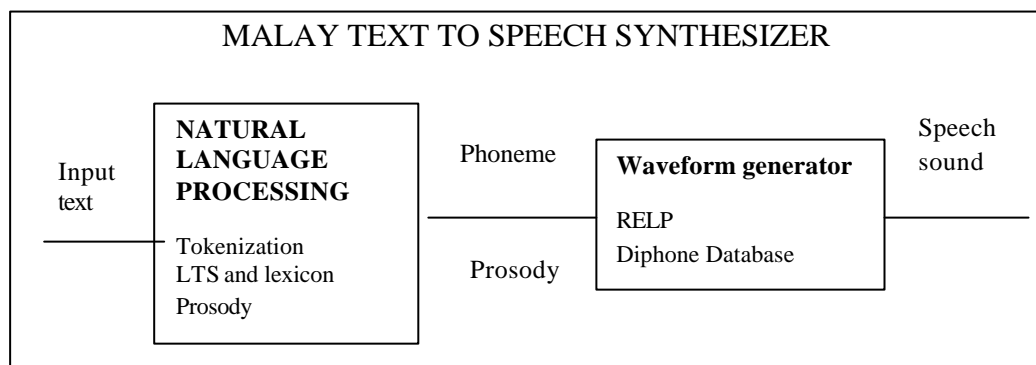 MALAY TEXT TO SPEECH SYNTHESIZER
Input
text
NATURAL
LANGUAGE
PROCESSING
Tokenization
LTS and lexicon
Prosody
Phoneme
Prosody
Waveform generator
RELP
Diphone Database
Speech
sound